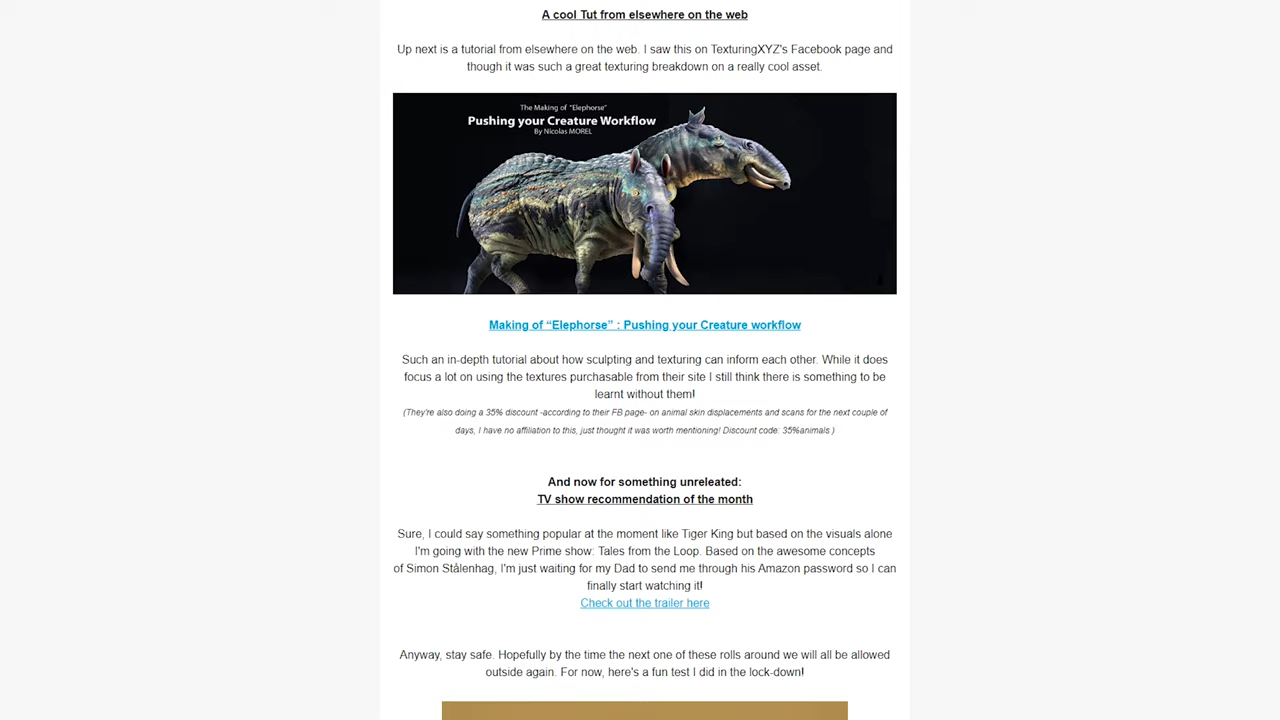 A cool Tut from elsewhere on the web
Up next is a tutorial from elsewhere on the web. I saw this on TexturingXYZ's Facebook page and
though it was such a great texturing breakdown on a really cool asset.
The Making of "Elephorse"
Pushing your Creature Workflow
By Nicolas MOREL
Making of “Elephorse” : Pushing your Creature workflow
Such an in-depth tutorial about how sculpting and texturing can inform each other. While it does
focus a lot on using the textures purchasable from their site I still think there is something to be
learnt without them!
(They're also doing a 35% discount -according to their FB page- on animal skin displacements and scans for the next couple of
days, I have no affiliation to this, just thought it was worth mentioning! Discount code: 35%animals )
And now for something unreleated:
TV show recommendation of the month
Sure, I could say something popular at the moment like Tiger King but based on the visuals alone
I'm going with the new Prime show: Tales from the Loop. Based on the awesome concepts
of Simon Stålenhag, I'm just waiting for my Dad to send me through his Amazon password so I can
finally start watching it!
Check out the trailer here
Anyway, stay safe. Hopefully by the time the next one of these rolls around we will all be allowed
outside again. For now, here's a fun test I did in the lock-down!